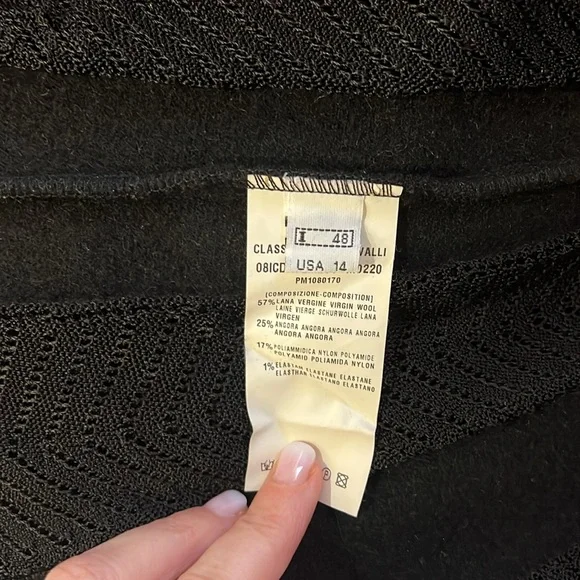 I 48
USA 14
CLASS VALLI
08ICD 0220
PM1080170
(COMPOSIZIONE-COMPOSITION)
57% LANA VERGINE VIRGIN WOOL
LAINE VIERGE SCHURWOLLE LANA
VIRGEN
25% ANGORA ANGORA ANGORA ANGORA
ANGORA ANGORA
17% POLIAMMIDICA NYLON POLYAMIDE
POLYAMID POLIAMIDA NYLON
1% ELASTAN ELASTANE ELASTANE
ELASTHAN ELASTANO ELASTANO
P